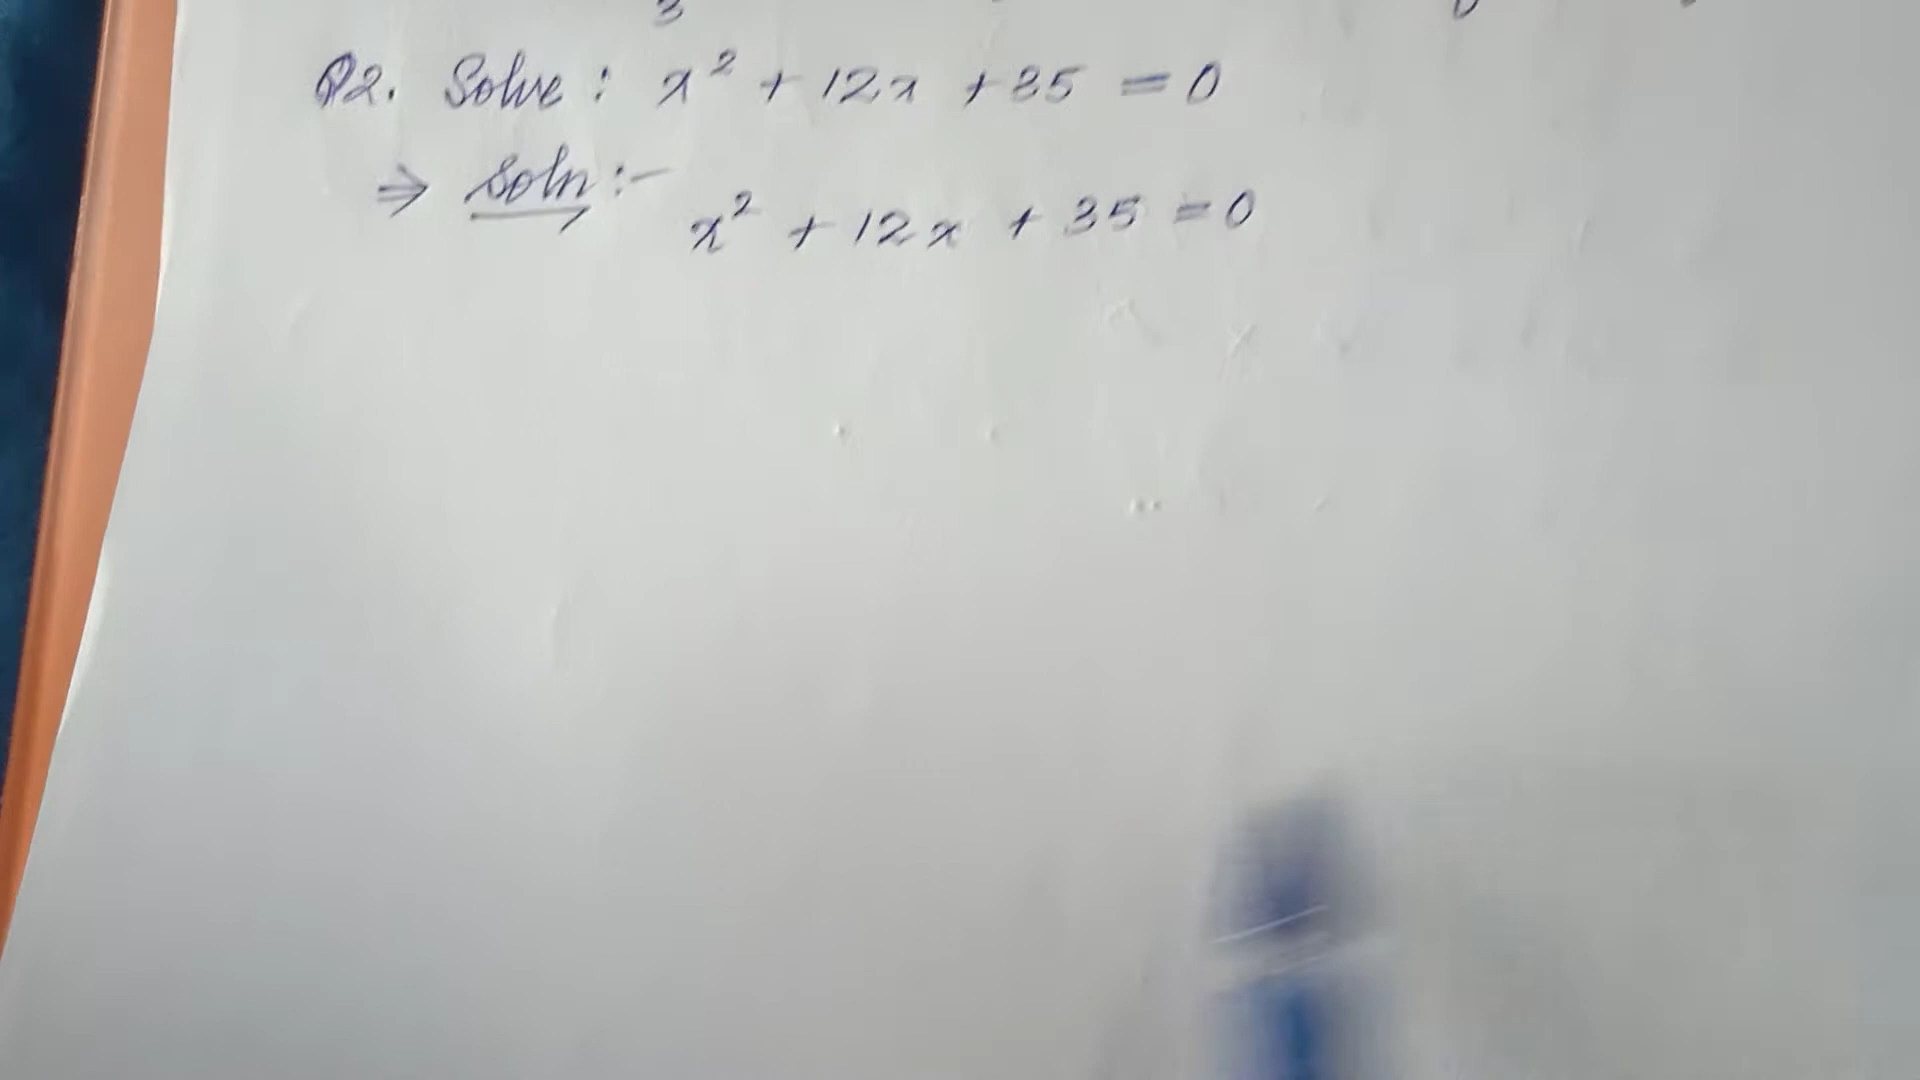 Q2. Solve : x² + 12x + 35 = 0
⇒ Soln :-
x² + 12x + 35 = 0